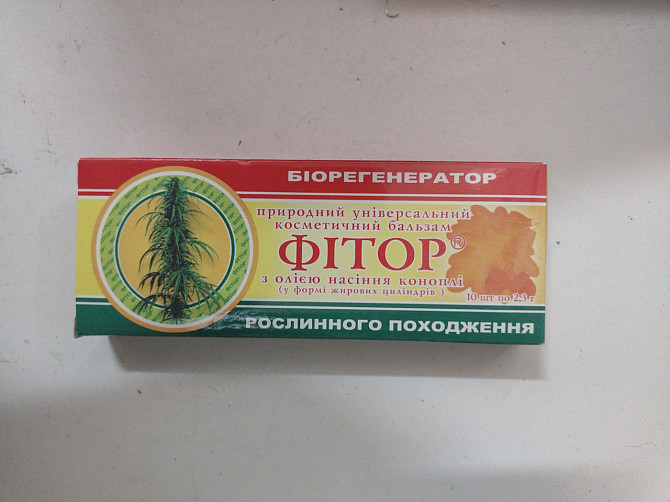 БІОРЕГЕНЕРАТОР
природний універсальний
косметичний бальзам
ФІТОР®
з олією насіння коноплі
(у формі жирових циліндрів)
10 шт по 2,3 г
РОСЛИННОГО ПОХОДЖЕННЯ